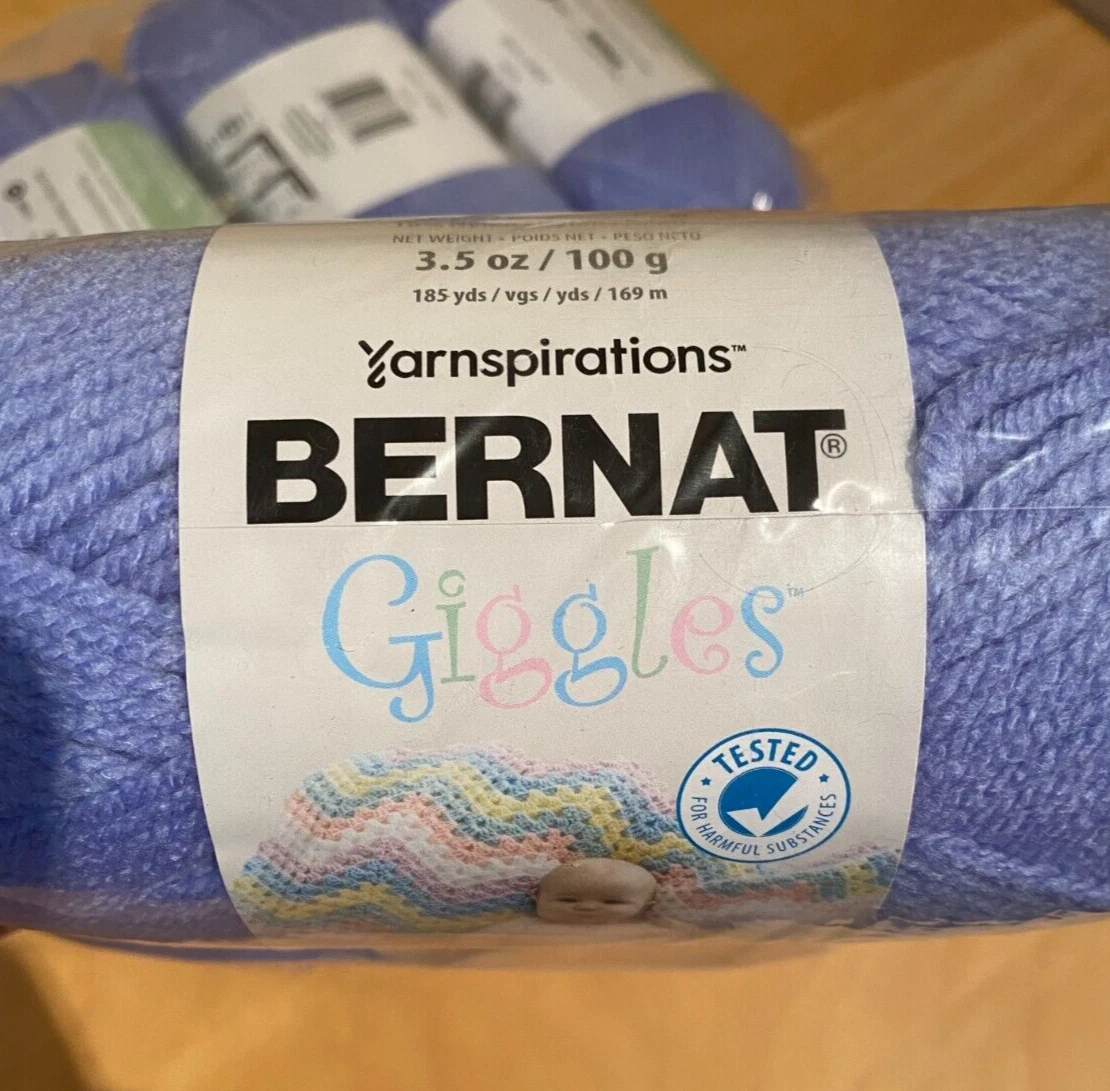 NET WEIGHT - POIDS NET - PESO NETO
3.5 oz / 100 g
185 yds / vgs / yds / 169 m
Yarnspirations™
BERNAT®
Giggles™
TESTED
FOR HARMFUL SUBSTANCES